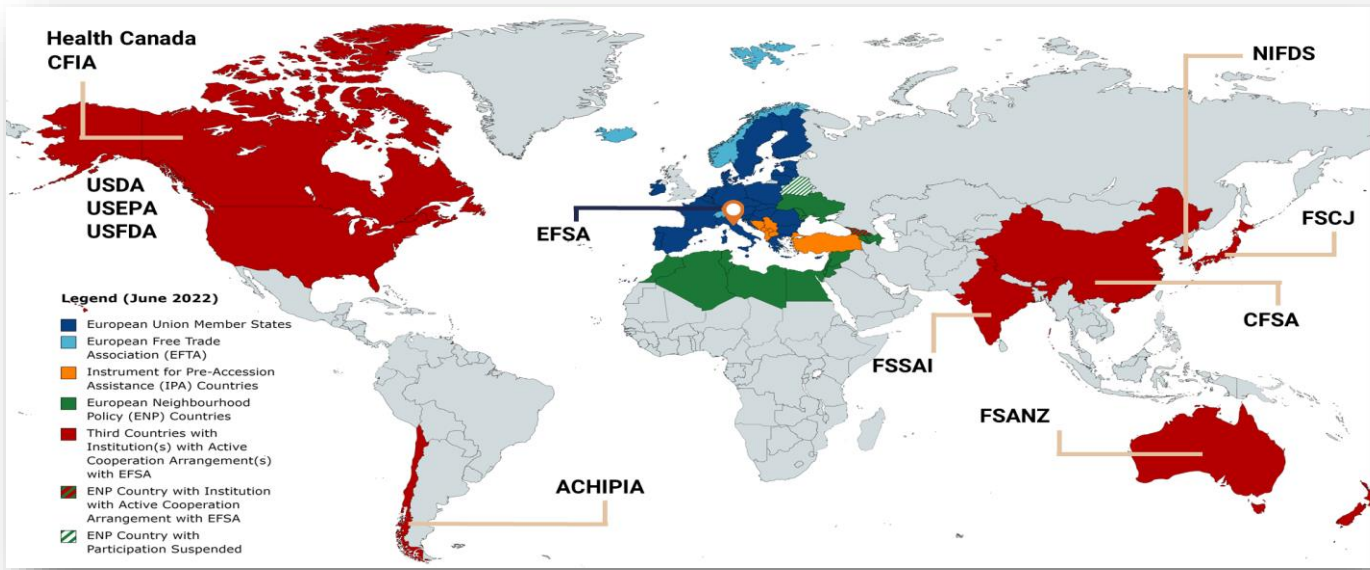 Health Canada
CFIA
NIFDS
USDA
USEPA
USFDA
EFSA
FSCJ
CFSA
FSSAI
FSANZ
ACHIPIA
Legend (June 2022)
European Union Member States
European Free Trade
Association (EFTA)
Instrument for Pre-Accession
Assistance (IPA) Countries
European Neighbourhood
Policy (ENP) Countries
Third Countries with
Institution(s) with Active
Cooperation Arrangement(s)
with EFSA
ENP Country with Institution
with Active Cooperation
Arrangement with EFSA
ENP Country with
Participation Suspended